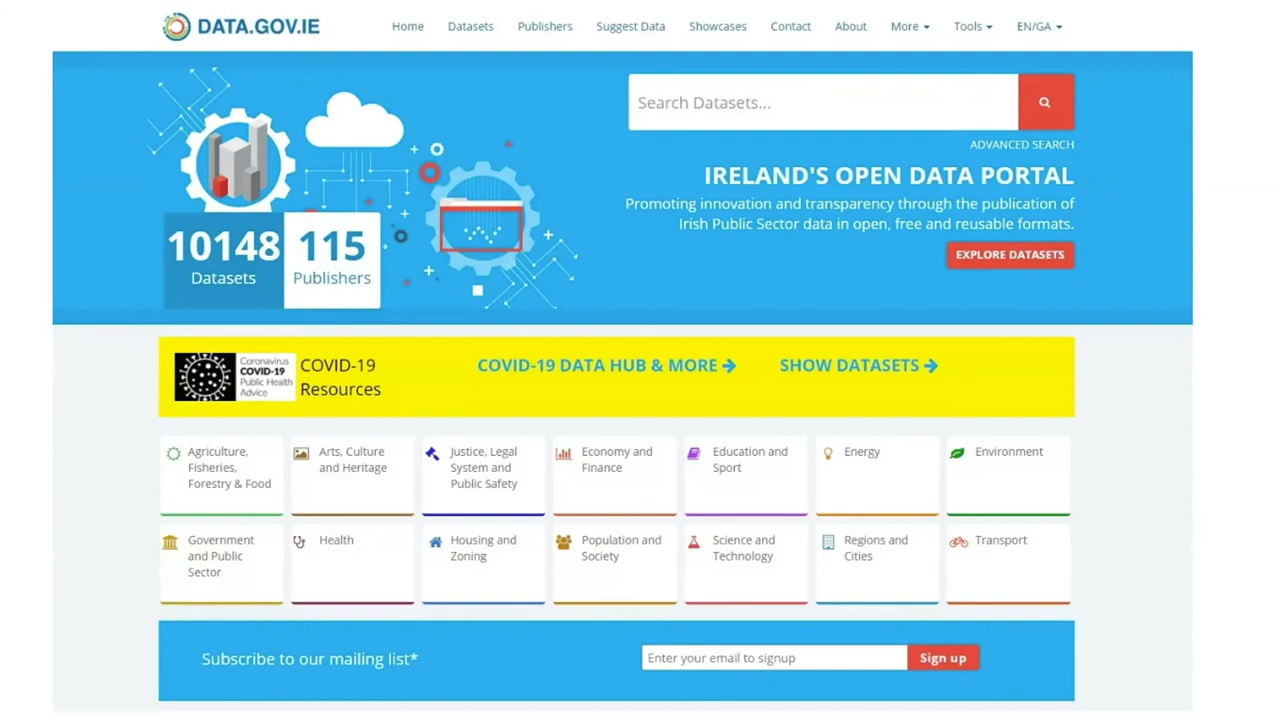 DATA.GOV.IE
Home Datasets Publishers Suggest Data Showcases Contact About More Tools EN/GA
Search Datasets...
ADVANCED SEARCH
IRELAND'S OPEN DATA PORTAL
Promoting innovation and transparency through the publication of
Irish Public Sector data in open, free and reusable formats.
EXPLORE DATASETS
10148
Datasets
115
Publishers
Coronavirus
COVID-19
Public Health
Advice
COVID-19
Resources
COVID-19 DATA HUB & MORE
SHOW DATASETS
Agriculture,
Fisheries,
Forestry & Food
Arts, Culture
and Heritage
Justice, Legal
System and
Public Safety
Economy and
Finance
Education and
Sport
Energy
Environment
Government
and Public
Sector
Health
Housing and
Zoning
Population and
Society
Science and
Technology
Regions and
Cities
Transport
Subscribe to our mailing list*
Enter your email to signup
Sign up